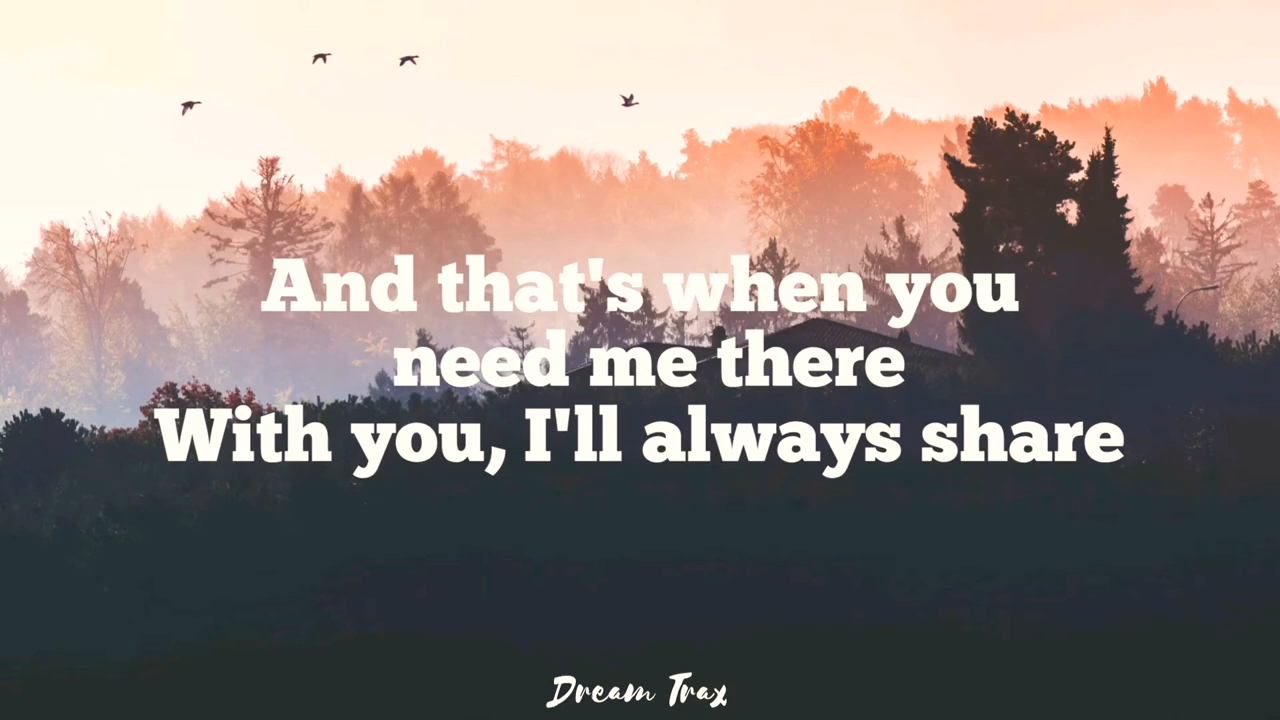 And that's when you
need me there
With you, I'll always share
Dream Trax